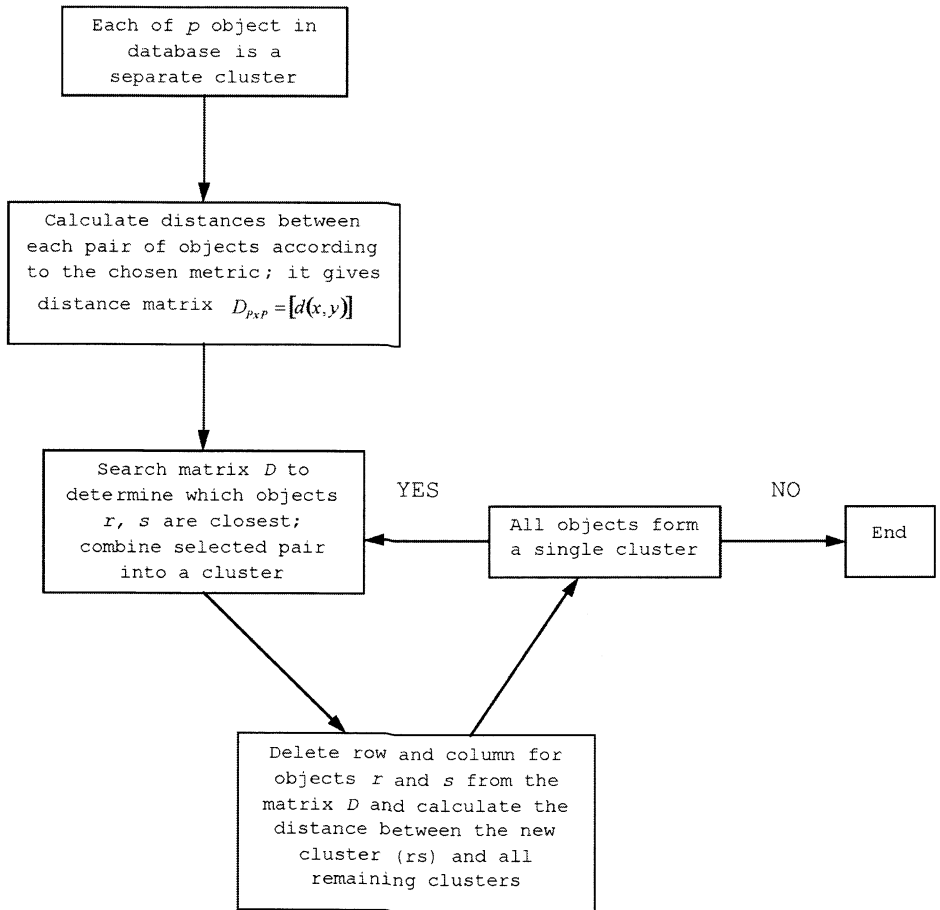 Each of p object in
database is a
separate cluster
Calculate distances between
each pair of objects according
to the chosen metric; it gives
distance matrix D_{PxP} = [d(x,y)]
Search matrix D to
determine which objects
r, s are closest;
combine selected pair
into a cluster
YES
All objects form
a single cluster
NO
End
Delete row and column for
objects r and s from the
matrix D and calculate the
distance between the new
cluster (rs) and all
remaining clusters